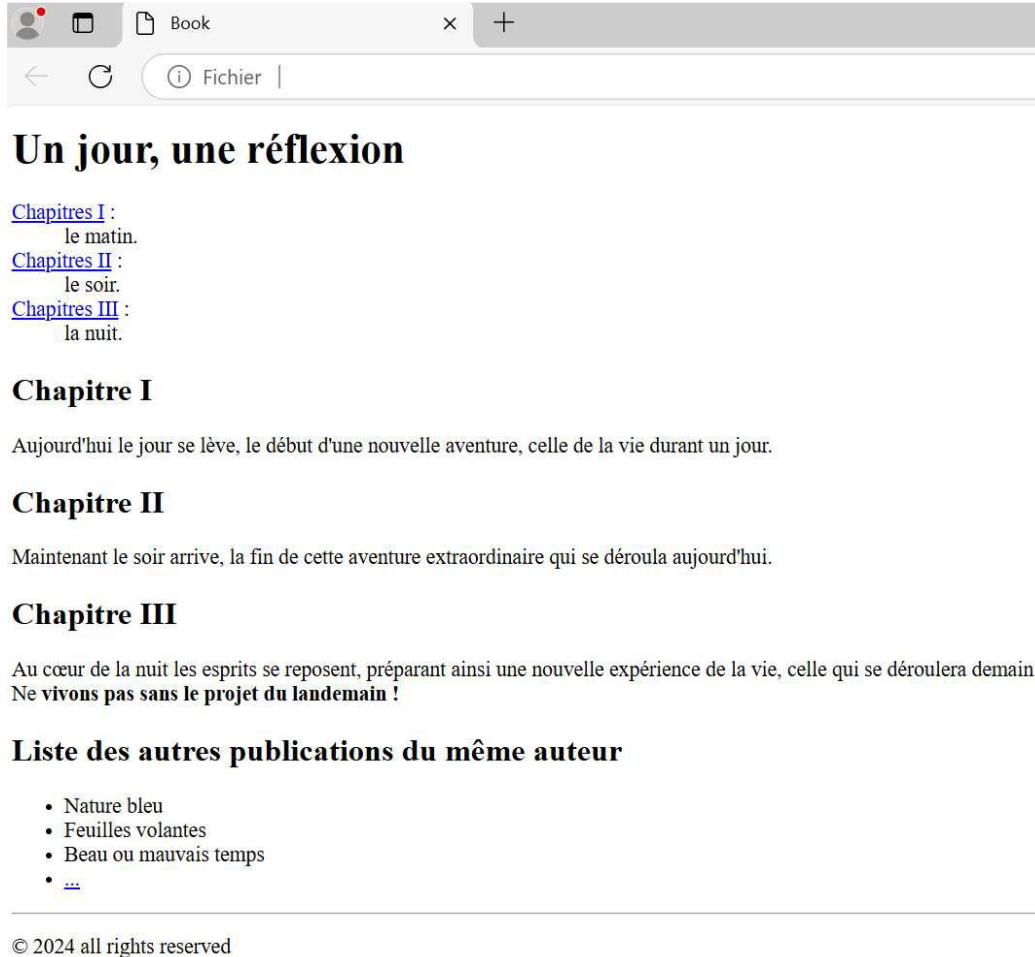 Book
Fichier
Un jour, une réflexion
Chapitres I :
le matin.
Chapitres II :
le soir.
Chapitres III :
la nuit.
Chapitre I
Aujourd'hui le jour se lève, le début d'une nouvelle aventure, celle de la vie durant un jour.
Chapitre II
Maintenant le soir arrive, la fin de cette aventure extraordinaire qui se déroula aujourd'hui.
Chapitre III
Au cœur de la nuit les esprits se reposent, préparant ainsi une nouvelle expérience de la vie, celle qui se déroulera demain.
Ne vivons pas sans le projet du landemain !
Liste des autres publications du même auteur
• Nature bleu
• Feuilles volantes
• Beau ou mauvais temps
• ...
© 2024 all rights reserved